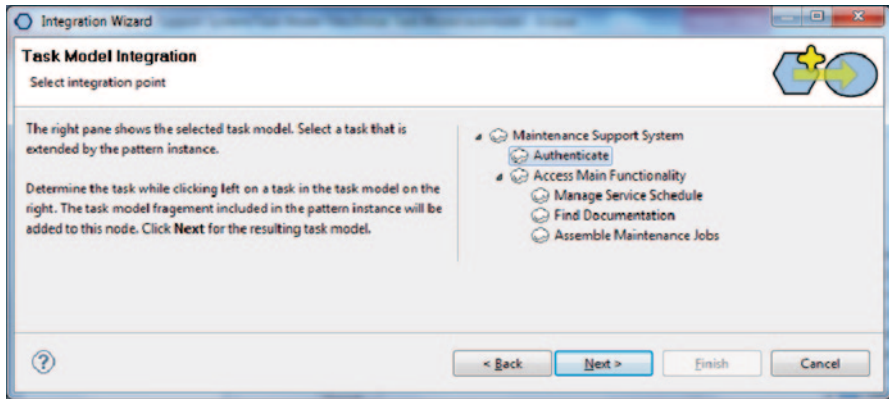 Integration Wizard
Task Model Integration
Select integration point
The right pane shows the selected task model. Select a task that is
extended by the pattern instance.
Determine the task while clicking left on a task in the task model on the
right. The task model fragement included in the pattern instance will be
added to this node. Click Next for the resulting task model.
Maintenance Support System
Authenticate
Access Main Functionality
Manage Service Schedule
Find Documentation
Assemble Maintenance Jobs
?
< Back
Next >
Finish
Cancel